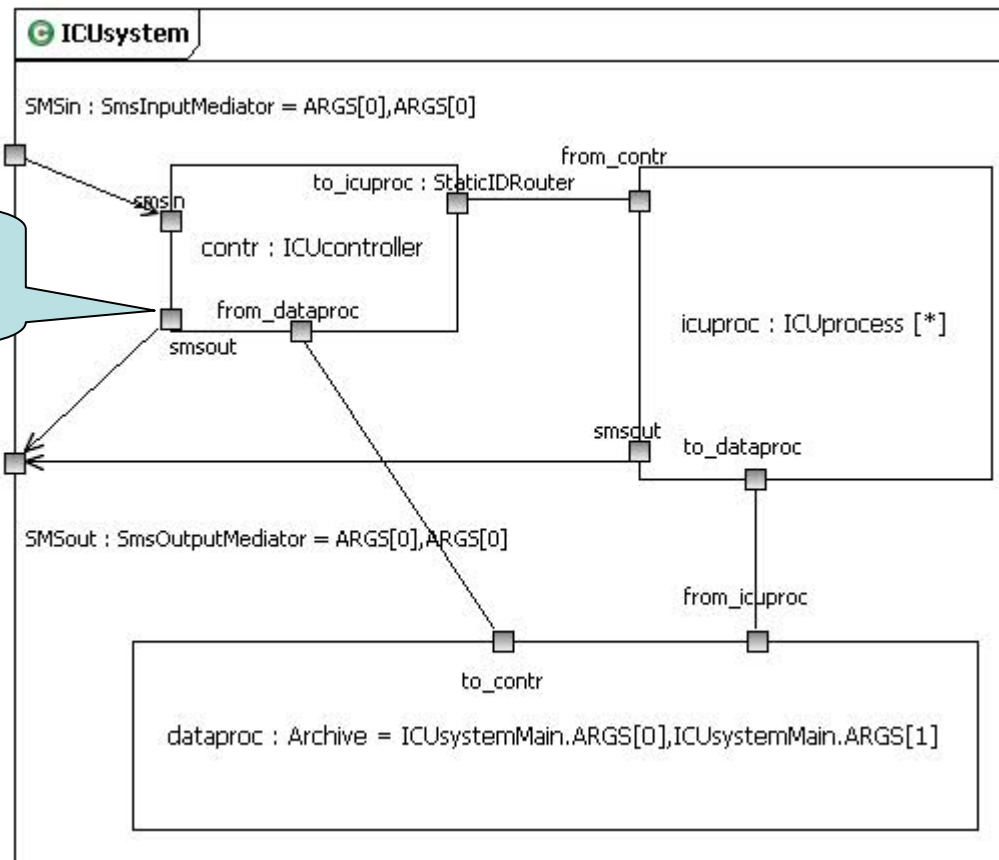 ICUsystem
SMSin : SmsInputMediator = ARGS[0],ARGS[0]
from_contr
to_icuproc : StaticIDRouter
smsin
contr : ICUcontroller
from_dataproc
icuproc : ICUprocess [*]
smsout
smsout
to_dataproc
SMSout : SmsOutputMediator = ARGS[0],ARGS[0]
from_icuproc
to_contr
dataproc : Archive = ICUsystemMain.ARGS[0],ICUsystemMain.ARGS[1]